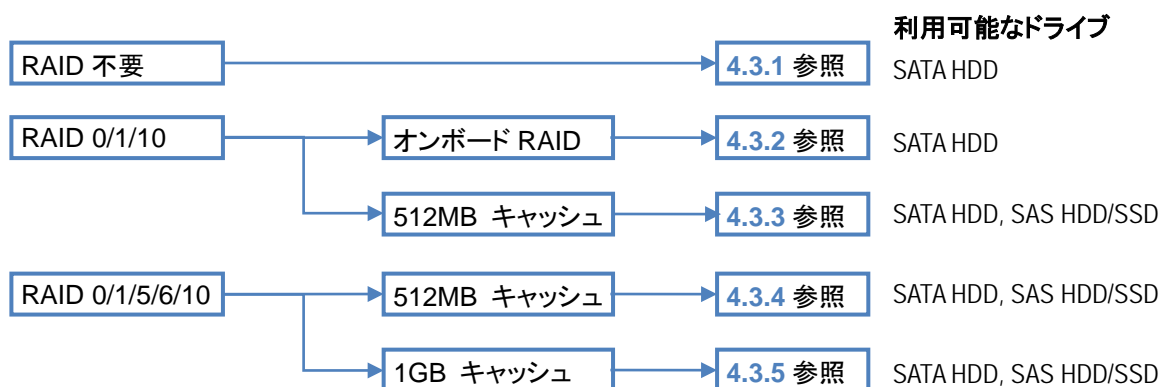 利用可能なドライブ
RAID 不要 4.3.1 参照 SATA HDD
RAID 0/1/10 オンボード RAID 4.3.2 参照 SATA HDD
512MB キャッシュ 4.3.3 参照 SATA HDD, SAS HDD/SSD
RAID 0/1/5/6/10 512MB キャッシュ 4.3.4 参照 SATA HDD, SAS HDD/SSD
1GB キャッシュ 4.3.5 参照 SATA HDD, SAS HDD/SSD